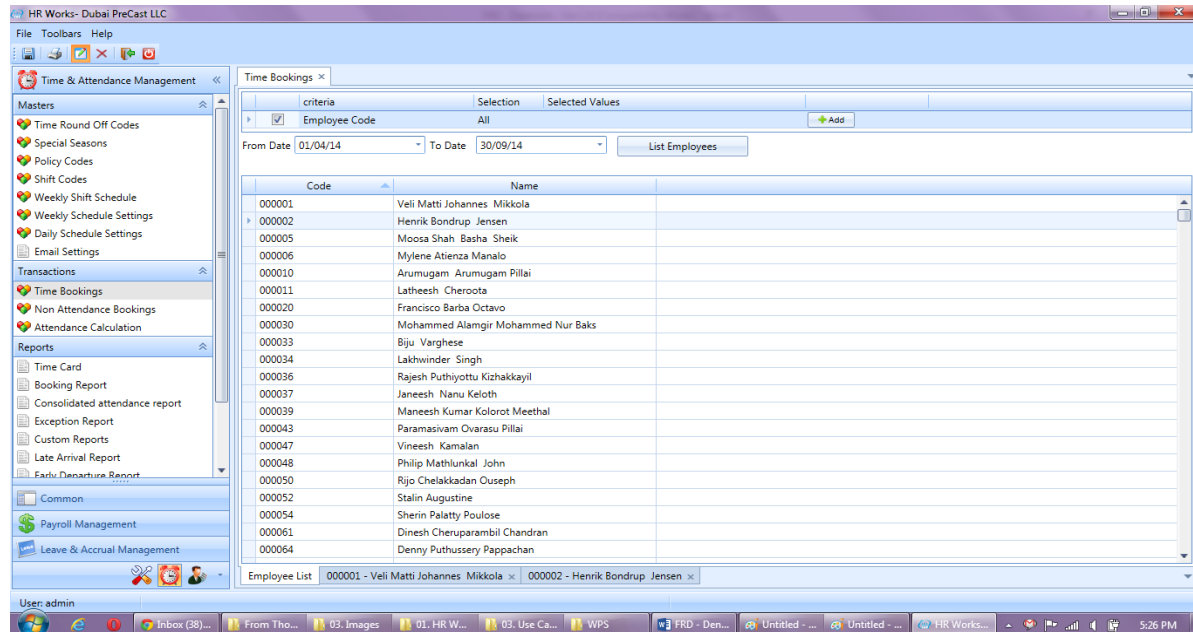 HR Works- Dubai PreCast LLC
File Toolbars Help
Time & Attendance Management «
Masters
Time Round Off Codes
Special Seasons
Policy Codes
Shift Codes
Weekly Shift Schedule
Weekly Schedule Settings
Daily Schedule Settings
Email Settings
Transactions
Time Bookings
Non Attendance Bookings
Attendance Calculation
Reports
Time Card
Booking Report
Consolidated attendance report
Exception Report
Custom Reports
Late Arrival Report
Early Departure Report
Common
Payroll Management
Leave & Accrual Management
Time Bookings ×
criteria Selection Selected Values
Employee Code All Add
From Date 01/04/14 To Date 30/09/14 List Employees
Code Name
000001 Veli Matti Johannes Mikkola
000002 Henrik Bondrup Jensen
000005 Moosa Shah Basha Sheik
000006 Mylene Atienza Manalo
000010 Arumugam Arumugam Pillai
000011 Latheesh Cheroota
000020 Francisco Barba Octavo
000030 Mohammed Alamgir Mohammed Nur Baks
000033 Biju Varghese
000034 Lakhwinder Singh
000036 Rajesh Puthiyottu Kizhakkayil
000037 Janeesh Nanu Keloth
000039 Maneesh Kumar Kolorot Meethal
000043 Paramasivam Ovarasu Pillai
000047 Vineesh Kamalan
000048 Philip Mathlunkal John
000050 Rijo Chelakkadan Ouseph
000052 Stalin Augustine
000054 Sherin Palatty Poulose
000061 Dinesh Cheruparambil Chandran
000064 Denny Puthussery Pappachan
Employee List 000001 - Veli Matti Johannes Mikkola × 000002 - Henrik Bondrup Jensen ×
User: admin
Inbox (38)... From Tho... 03. Images 01. HR W... 03. Use Ca... WPS FRD - Den... Untitled - ... Untitled - ... HR Works... 5:26 PM